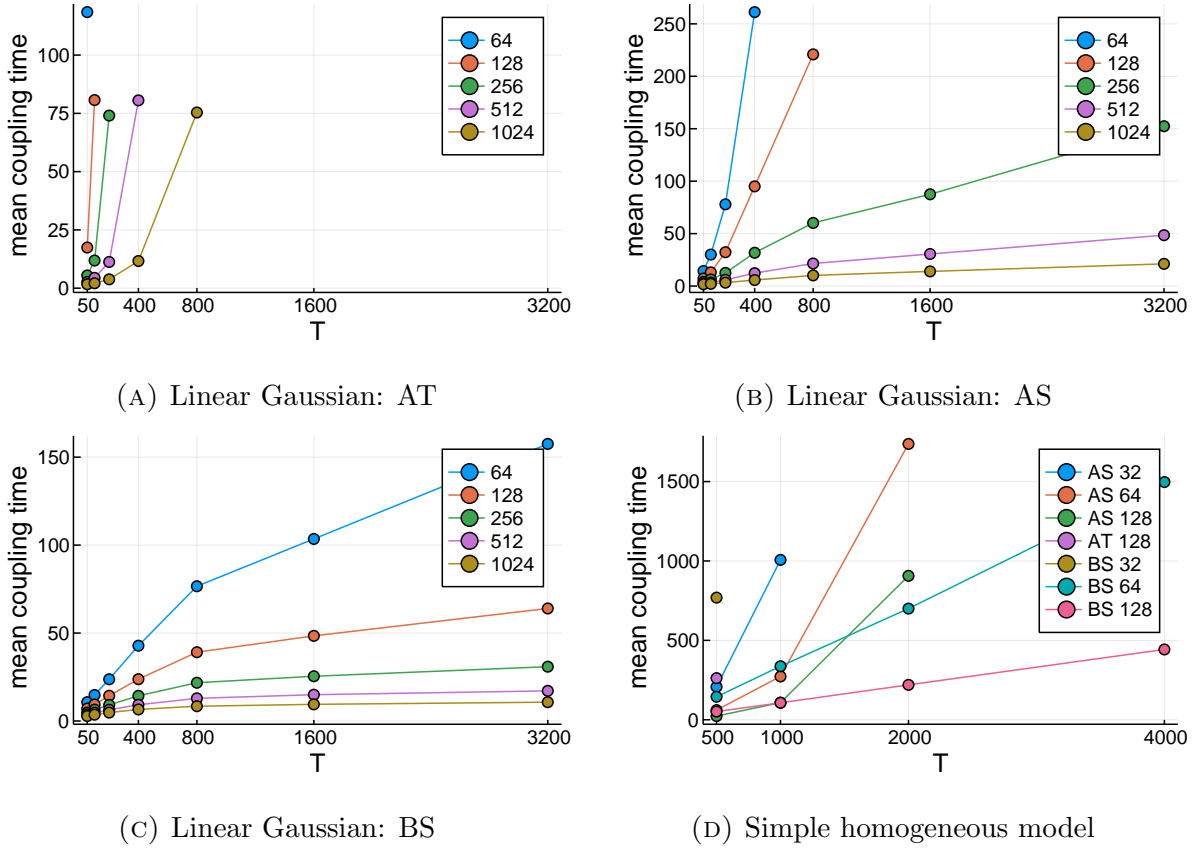 mean coupling time
100
75
50
25
0
50
400
800
1600
3200
T
64
128
256
512
1024
(A) Linear Gaussian: AT
mean coupling time
250
200
150
100
50
0
50
400
800
1600
3200
T
64
128
256
512
1024
(B) Linear Gaussian: AS
mean coupling time
150
100
50
0
50
400
800
1600
3200
T
64
128
256
512
1024
(C) Linear Gaussian: BS
mean coupling time
1500
1000
500
0
500
1000
2000
4000
T
AS 32
AS 64
AS 128
AT 128
BS 32
BS 64
BS 128
(D) Simple homogeneous model